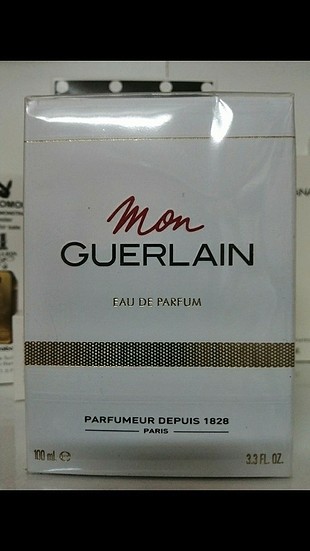 Mon
GUERLAIN
EAU DE PARFUM
PARFUMEUR DEPUIS 1828
PARIS
100 ml e 3.3 FL. OZ.